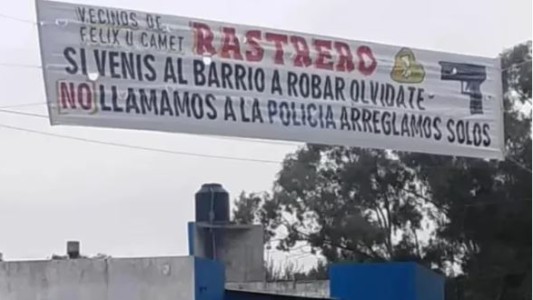 VECINOS DE
FELIX U CAMET
RASTRERO
SI VENIS AL BARRIO A ROBAR OLVIDATE
NO LLAMAMOS A LA POLICIA ARREGLAMOS SOLOS